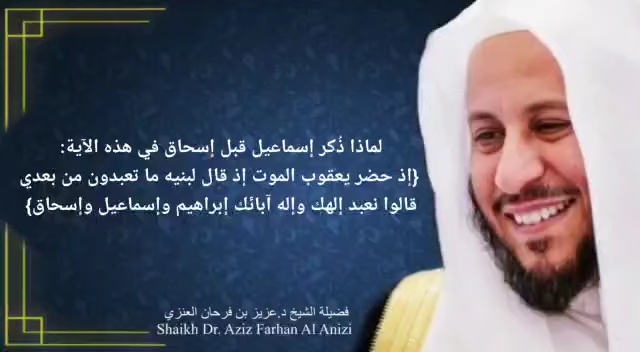 لماذا ذُكر إسماعيل قبل إسحاق في هذه الآية:
{إذ حضر يعقوب الموت إذ قال لبنيه ما تعبدون من بعدي
قالوا نعبد إلهك وإله آبائك إبراهيم وإسماعيل وإسحاق}
فضيلة الشيخ د.عزيز بن فرحان العنزي
Shaikh Dr. Aziz Farhan Al Anizi